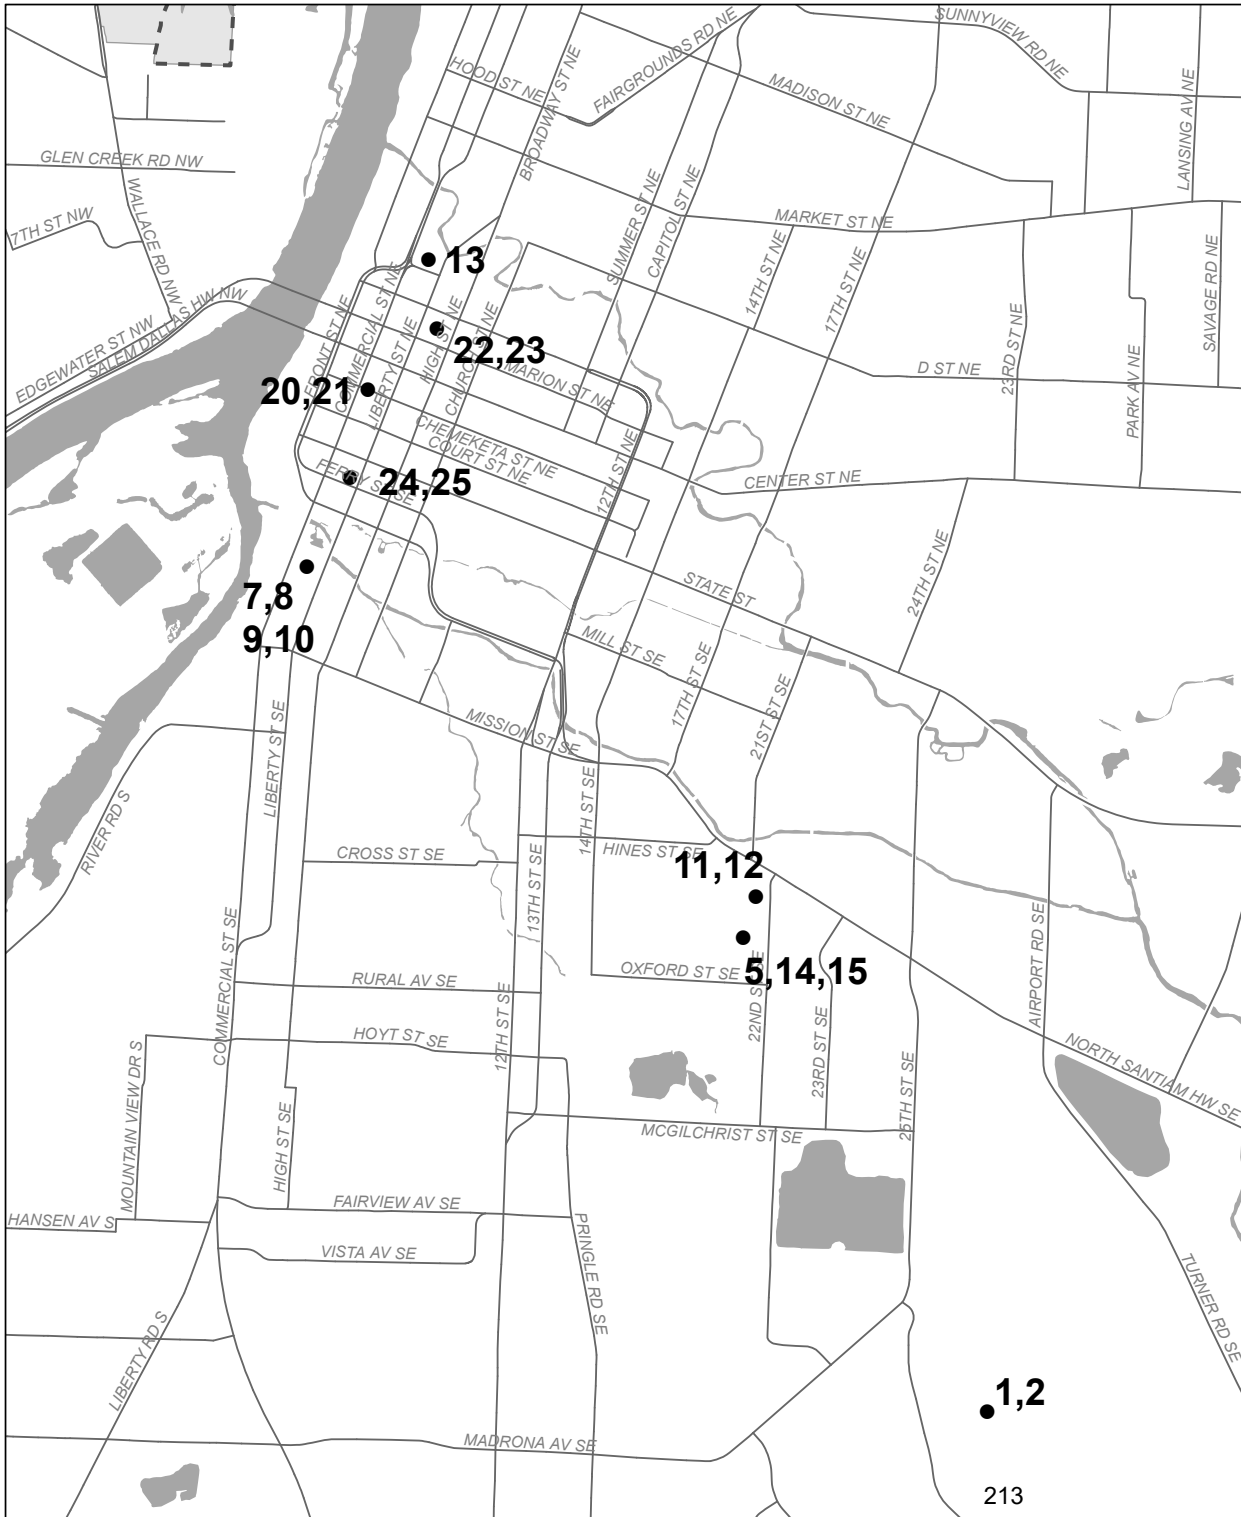 SUNNYVIEW RD NE
HOOD ST NE
BROADWAY ST NE
FAIRGROUNDS RD NE
MADISON ST NE
LANSING AV NE
GLEN CREEK RD NW
WALLACE RD NW
7TH ST NW
SUMMER ST NE
CAPITOL ST NE
MARKET ST NE
14TH ST NE
17TH ST NE
SAVAGE RD NE
13
EDGEWATER ST NW
SALEM DALLAS HW NW
FRONT ST NE
COMMERCIAL ST NE
LIBERTY ST NE
HIGH ST NE
CHURCH ST NE
22,23
MARION ST NE
D ST NE
23RD ST NE
PARK AV NE
20,21
CHEMEKETA ST NE
COURT ST NE
12TH ST NE
CENTER ST NE
FERRY ST SE
24,25
STATE ST
24TH ST NE
7,8
9,10
MILL ST SE
17TH ST SE
21ST ST SE
MISSION ST SE
LIBERTY ST SE
RIVER RD S
14TH ST SE
CROSS ST SE
HINES ST SE
11,12
13TH ST SE
COMMERCIAL ST SE
AIRPORT RD SE
RURAL AV SE
OXFORD ST SE
5,14,15
22ND ST SE
12TH ST SE
HOYT ST SE
23RD ST SE
25TH ST SE
NORTH SANTIAM HW SE
MOUNTAIN VIEW DR S
HIGH ST SE
MCGILCHRIST ST SE
FAIRVIEW AV SE
HANSEN AV S
VISTA AV SE
PRINGLE RD SE
TURNER RD SE
LIBERTY RD S
1,2
MADRONA AV SE
213